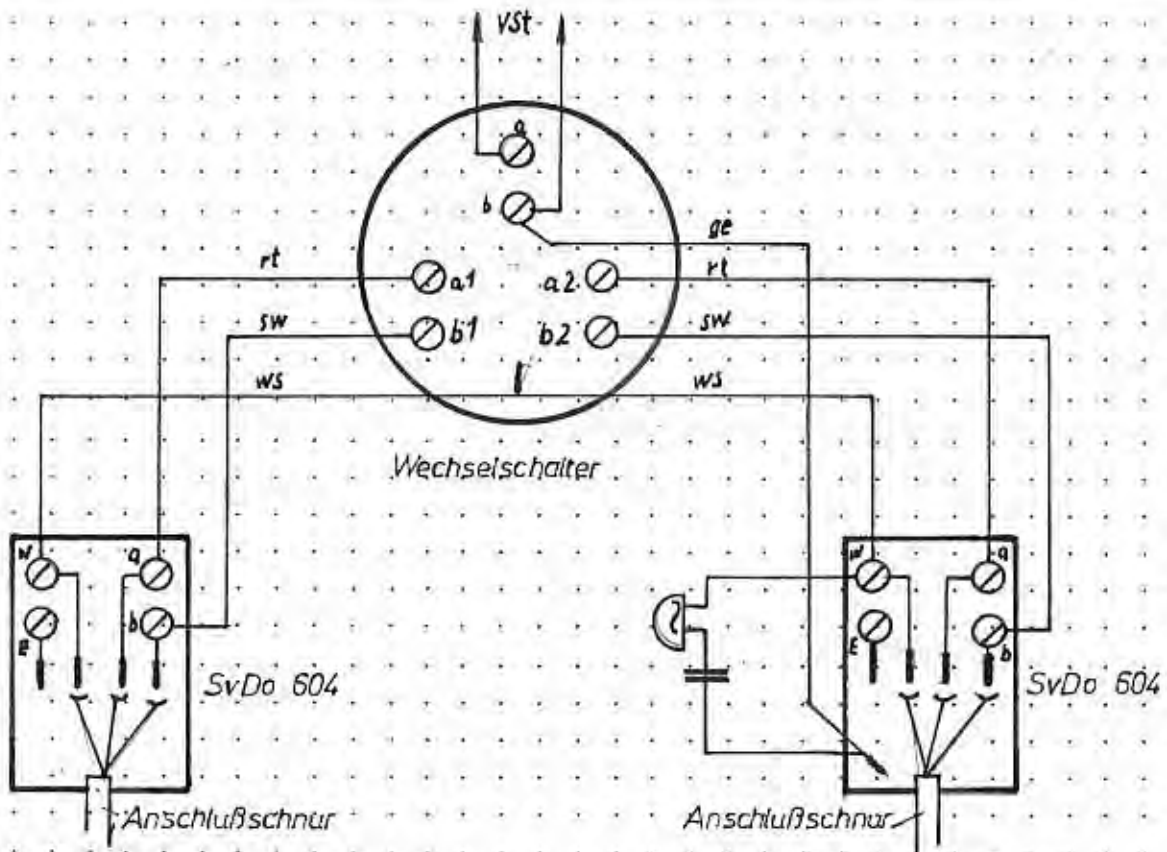 VSt
a
b
ge
rt
a1
a2
rt
sw
b1
b2
sw
ws
ws
Wechselschalter
w
a
w
a
E
b
E
b
SvDo 604
SvDo 604
Anschlußschnur
Anschlußschnur